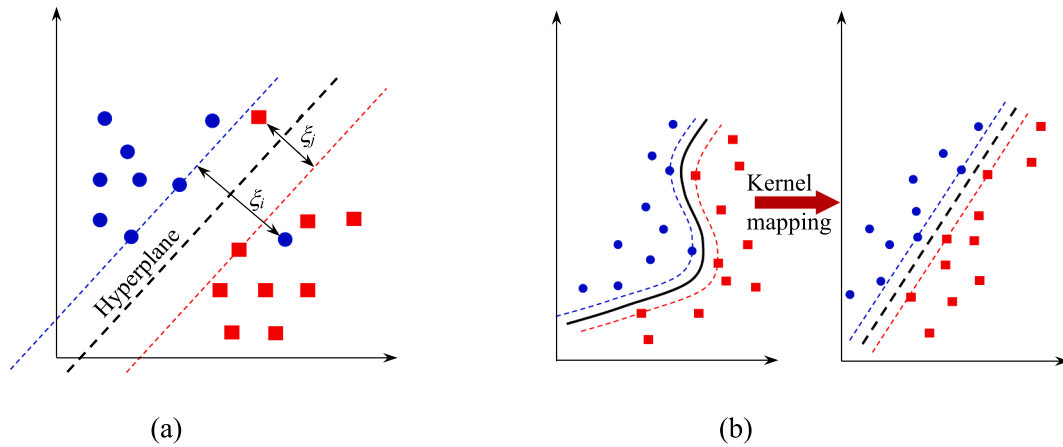 ξj
ξi
Hyperplane
Kernel
mapping
(a)
(b)